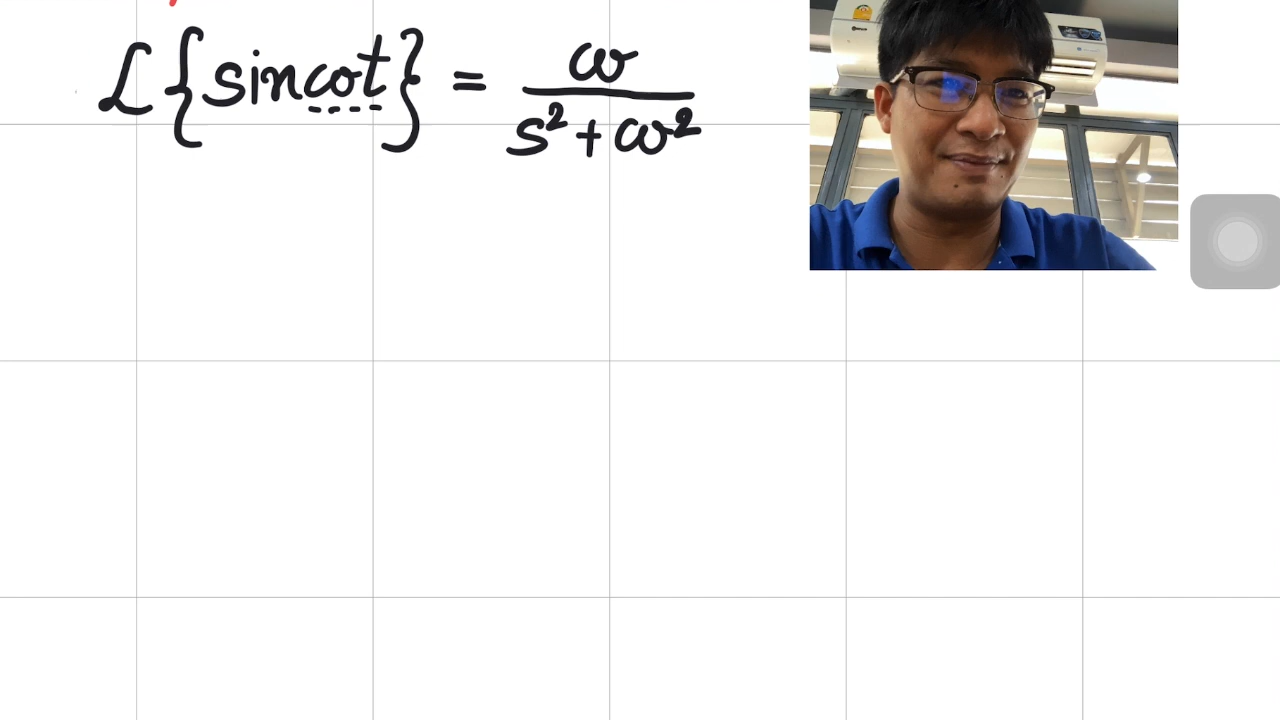 ℒ{sinωt} = ω / (s² + ω²)